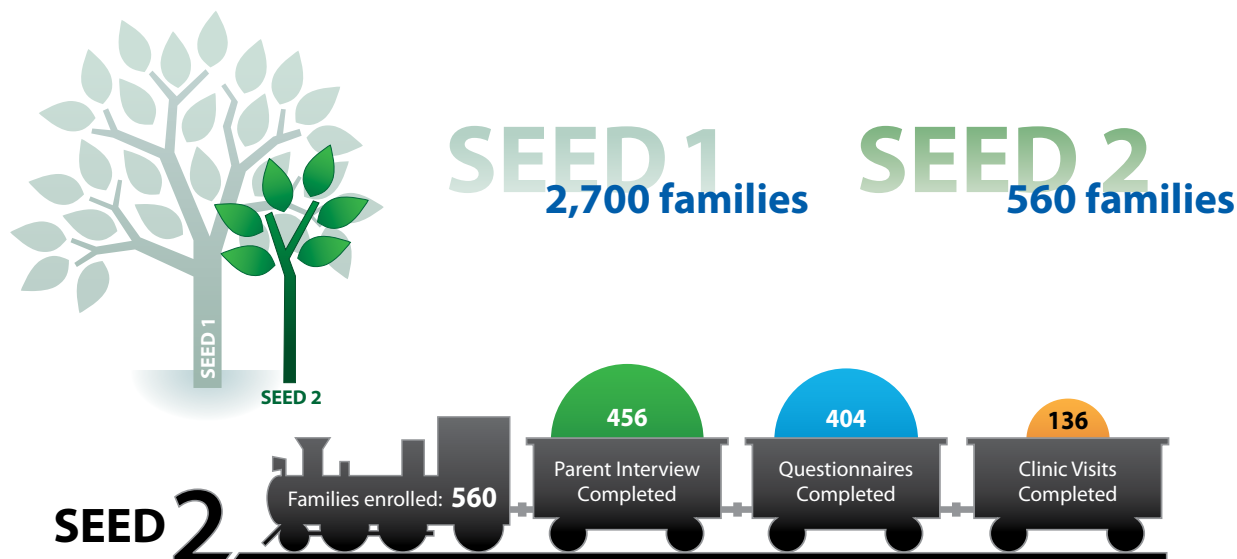 SEED 1
2,700 families
SEED 2
560 families
SEED 1
SEED 2
SEED 2
Families enrolled: 560
456
Parent Interview
Completed
404
Questionnaires
Completed
136
Clinic Visits
Completed